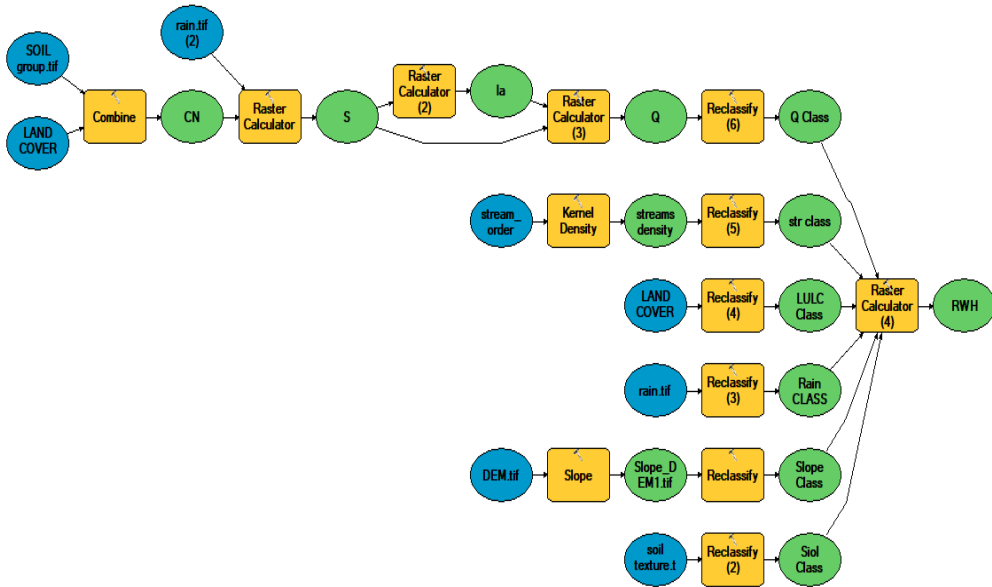 rain.tif
(2)
SOIL
group.tif
LAND
COVER
Combine
CN
Raster
Calculator
S
Raster
Calculator
(2)
Ia
Raster
Calculator
(3)
Q
Reclassify
(6)
Q Class
stream_
order
Kernel
Density
streams
density
Reclassify
(5)
str class
LAND
COVER
Reclassify
(4)
LULC
Class
Raster
Calculator
(4)
RWH
rain.tif
Reclassify
(3)
Rain
CLASS
DEM.tif
Slope
Slope_D
EM1.tif
Reclassify
Slope
Class
soil
texture.t
Reclassify
(2)
Siol
Class